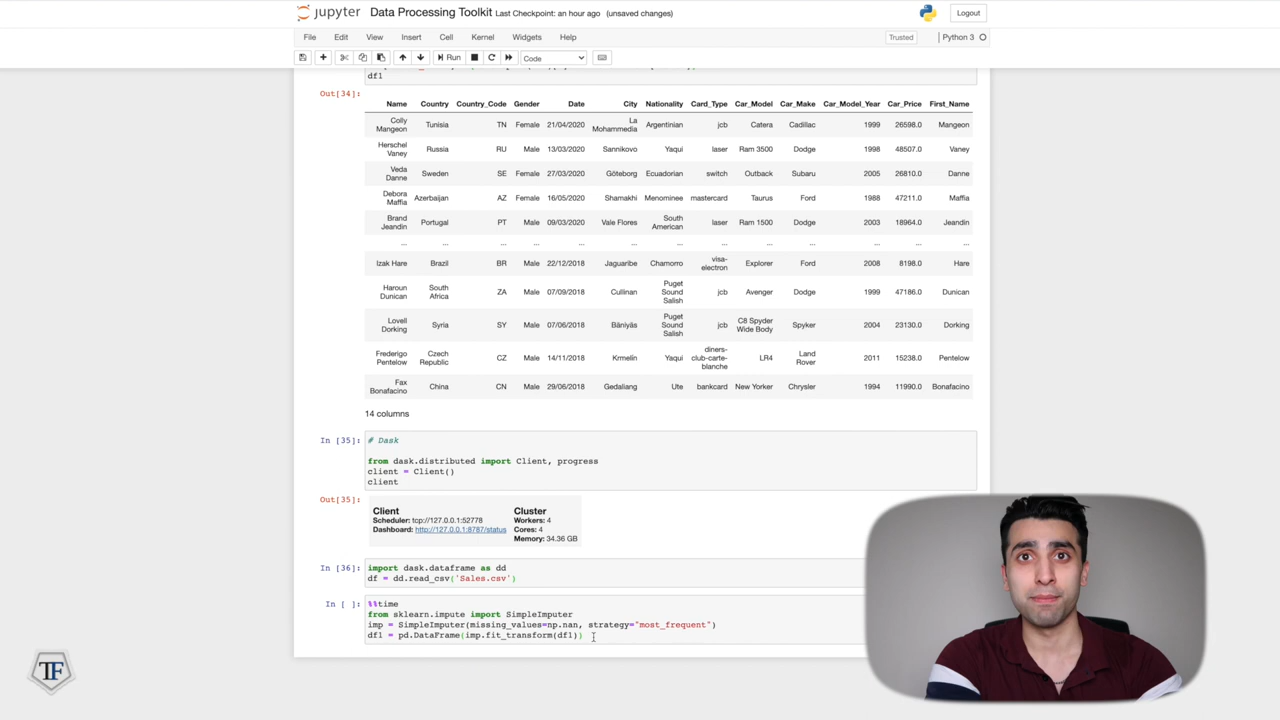 jupyter Data Processing Toolkit Last Checkpoint: an hour ago (unsaved changes) Logout
File Edit View Insert Cell Kernel Widgets Help Trusted | Python 3
Run Code
df1
Out[34]:
Name Country Country_Code Gender Date City Nationality Card_Type Car_Model Car_Make Car_Model_Year Car_Price First_Name
Colly Mangeon Tunisia TN Female 21/04/2020 La Mohammedia Argentinian jcb Catera Cadillac 1999 26598.0 Mangeon
Herschel Vaney Russia RU Male 13/03/2020 Sannikovo Yaqui laser Ram 3500 Dodge 1998 48507.0 Vaney
Veda Danne Sweden SE Female 27/03/2020 Göteborg Ecuadorian switch Outback Subaru 2005 26810.0 Danne
Debora Maffia Azerbaijan AZ Female 16/05/2020 Shamakhi Menominee mastercard Taurus Ford 1988 47211.0 Maffia
Brand Jeandin Portugal PT Male 09/03/2020 Vale Flores South American laser Ram 1500 Dodge 2003 18964.0 Jeandin
... ... ... ... ... ... ... ... ... ... ... ... ...
Izak Hare Brazil BR Male 22/12/2018 Jaguaribe Chamorro visa-electron Explorer Ford 2008 8198.0 Hare
Haroun Dunican South Africa ZA Male 07/09/2018 Cullinan Puget Sound Salish jcb Avenger Dodge 1999 47186.0 Dunican
Lovell Dorking Syria SY Male 07/06/2018 Bāniyās Puget Sound Salish jcb C8 Spyder Wide Body Spyker 2004 23130.0 Dorking
Frederigo Pentelow Czech Republic CZ Male 14/11/2018 Krmelín Yaqui diners-club-carte-blanche LR4 Land Rover 2011 15238.0 Pentelow
Fax Bonafacino China CN Male 29/06/2018 Gedaliang Ute bankcard New Yorker Chrysler 1994 11990.0 Bonafacino
14 columns
In [35]: # Dask
from dask.distributed import Client, progress
client = Client()
client
Out[35]:
Client Cluster
Scheduler: tcp://127.0.0.1:52778 Workers: 4
Dashboard: http://127.0.0.1:8787/status Cores: 4
Memory: 34.36 GB
In [36]: import dask.dataframe as dd
df = dd.read_csv('Sales.csv')
In [ ]: %%time
from sklearn.impute import SimpleImputer
imp = SimpleImputer(missing_values=np.nan, strategy="most_frequent")
df1 = pd.DataFrame(imp.fit_transform(df1))
TF